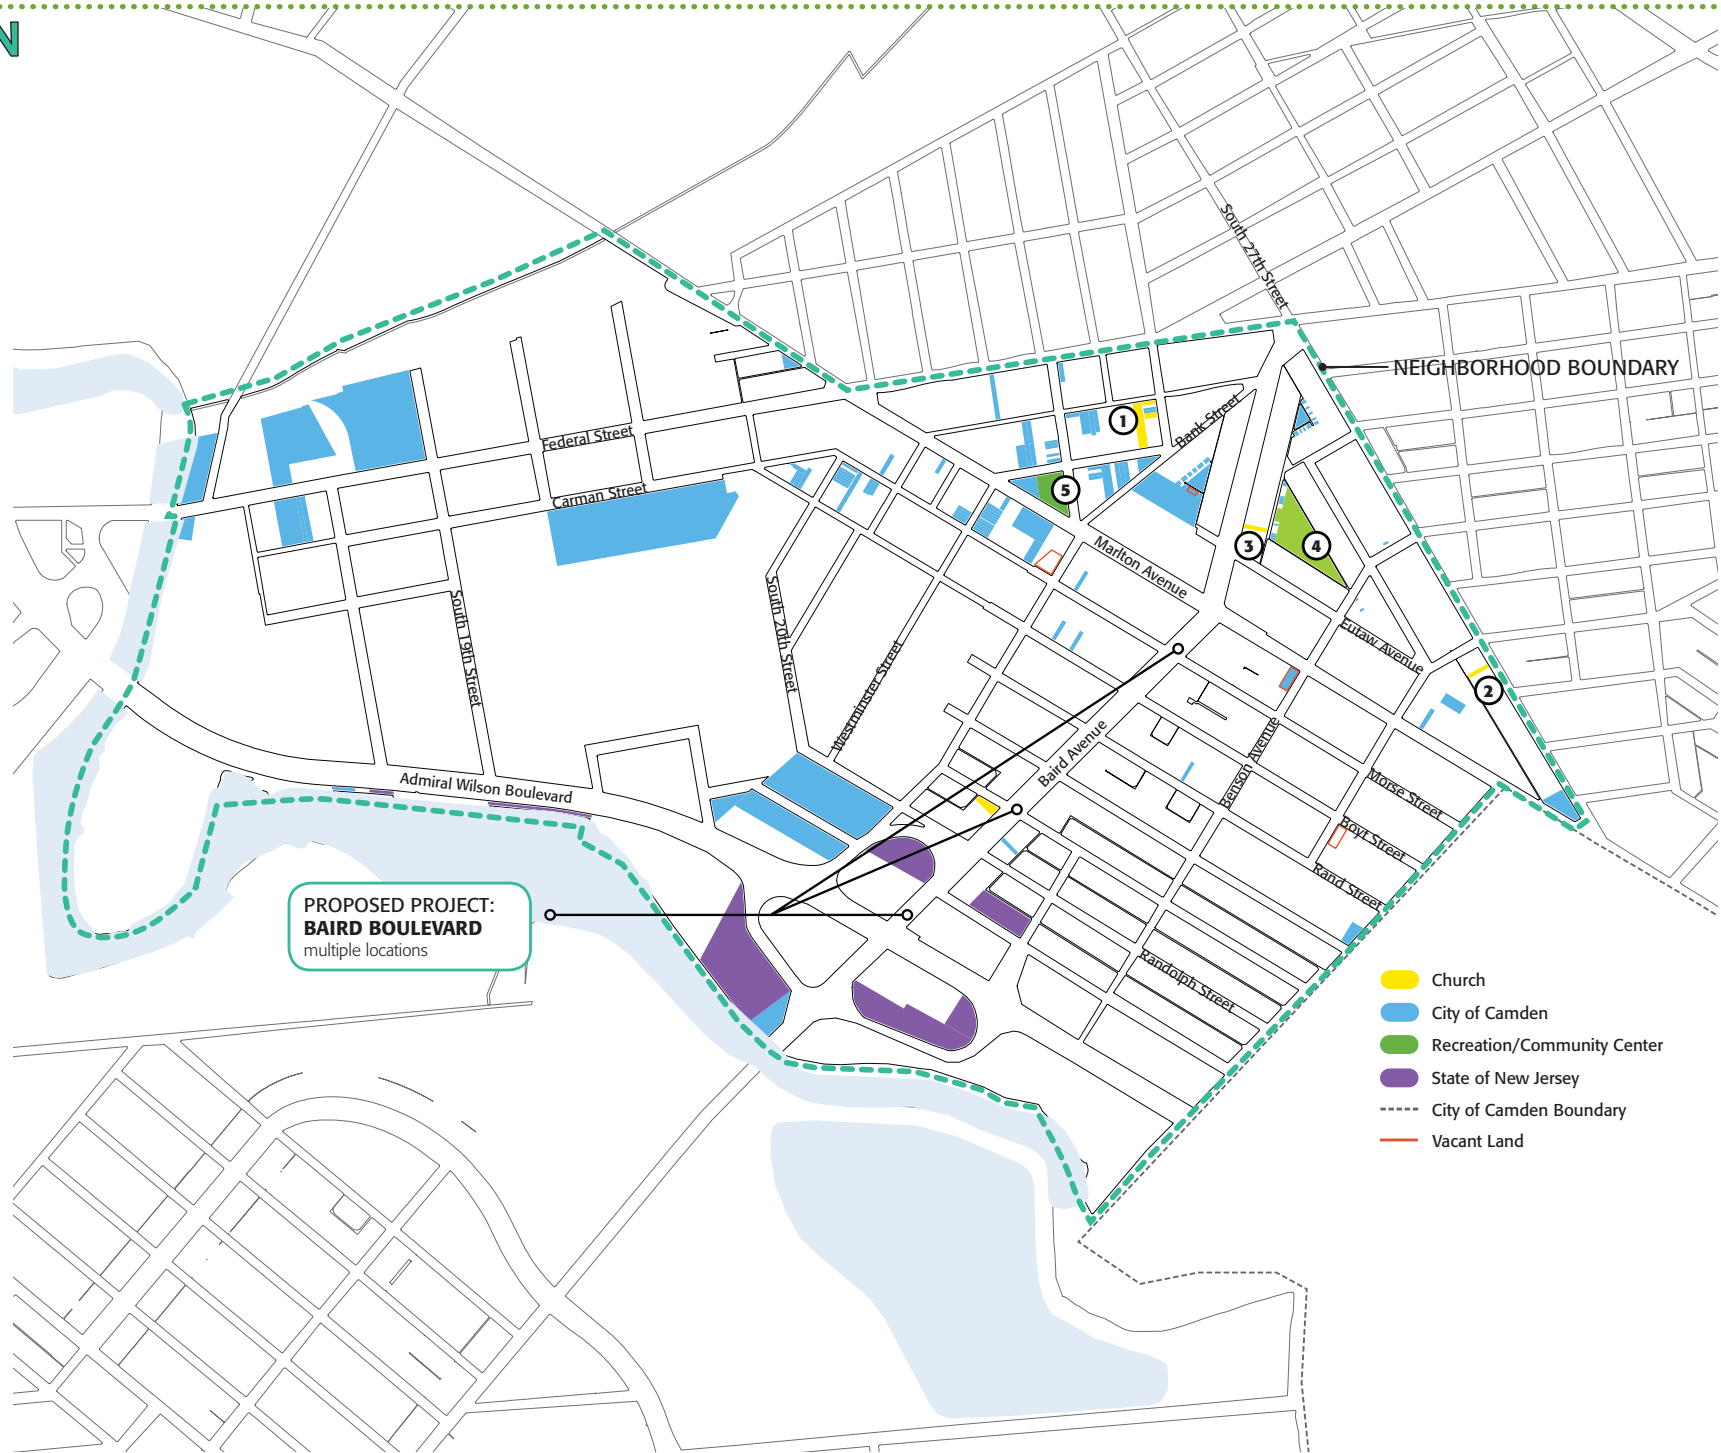 N
South 27th Street
NEIGHBORHOOD BOUNDARY
1
Bank Street
Federal Street
Carman Street
5
3
4
Marlton Avenue
South 19th Street
South 20th Street
Westminster Street
Eutaw Avenue
2
Baird Avenue
Benson Avenue
Admiral Wilson Boulevard
Morse Street
Boyt Street
Rand Street
PROPOSED PROJECT:
BAIRD BOULEVARD
multiple locations
Randolph Street
Church
City of Camden
Recreation/Community Center
State of New Jersey
City of Camden Boundary
Vacant Land